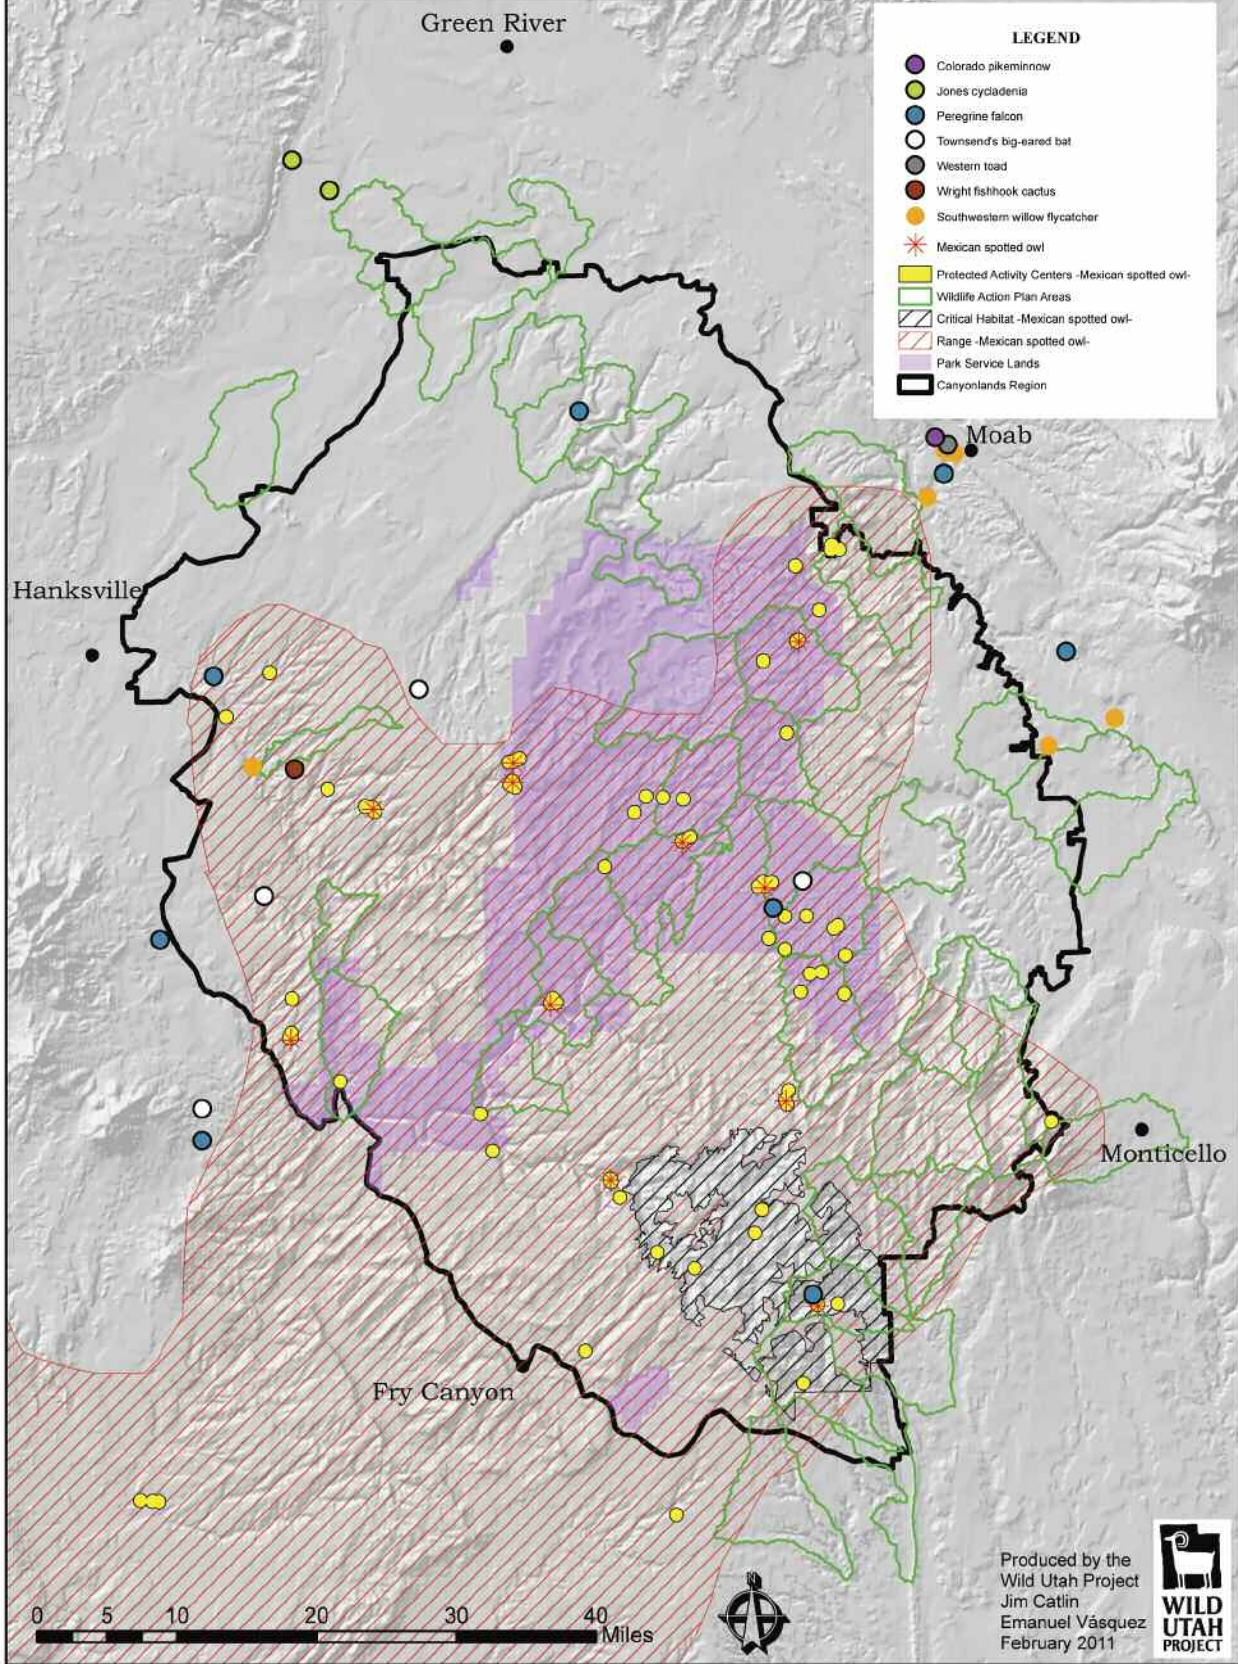 Green River
LEGEND
Colorado pikeminnow
Jones cycladenia
Peregrine falcon
Townsend's big-eared bat
Western toad
Wright fishhook cactus
Southwestern willow flycatcher
Mexican spotted owl
Protected Activity Centers -Mexican spotted owl-
Wildlife Action Plan Areas
Critical Habitat -Mexican spotted owl-
Range -Mexican spotted owl-
Park Service Lands
Canyonlands Region
Moab
Hanksville
Monticello
Fry Canyon
Produced by the
Wild Utah Project
Jim Catlin
Emanuel Vásquez
February 2011
WILD
UTAH
PROJECT
N
0 5 10 20 30 40
Miles